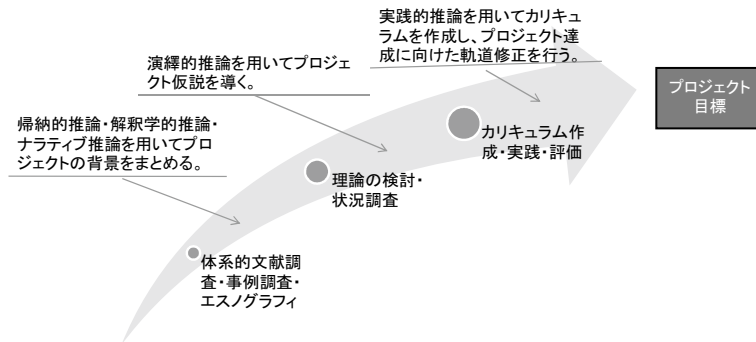 実践的推論を用いてカリキュ
ラムを作成し、プロジェクト達
成に向けた軌道修正を行う。
演繹的推論を用いてプロジェ
クト仮説を導く。
帰納的推論・解釈学的推論・
ナラティブ推論を用いてプロ
ジェクトの背景をまとめる。
プロジェクト
目標
カリキュラム作
成・実践・評価
理論の検討・
状況調査
体系的文献調
査・事例調査・
エスノグラフィ